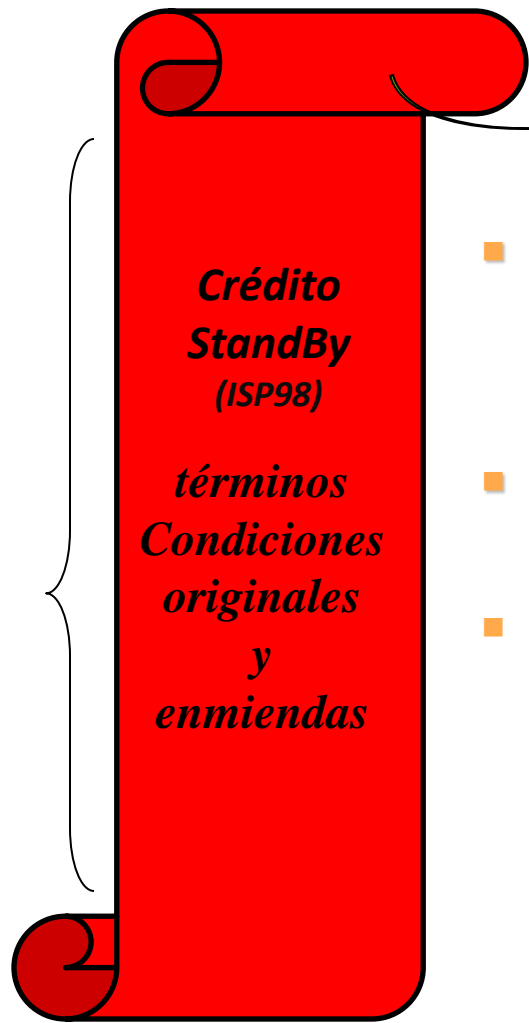 Crédito
StandBy
(ISP98)
términos
Condiciones
originales
y
enmiendas